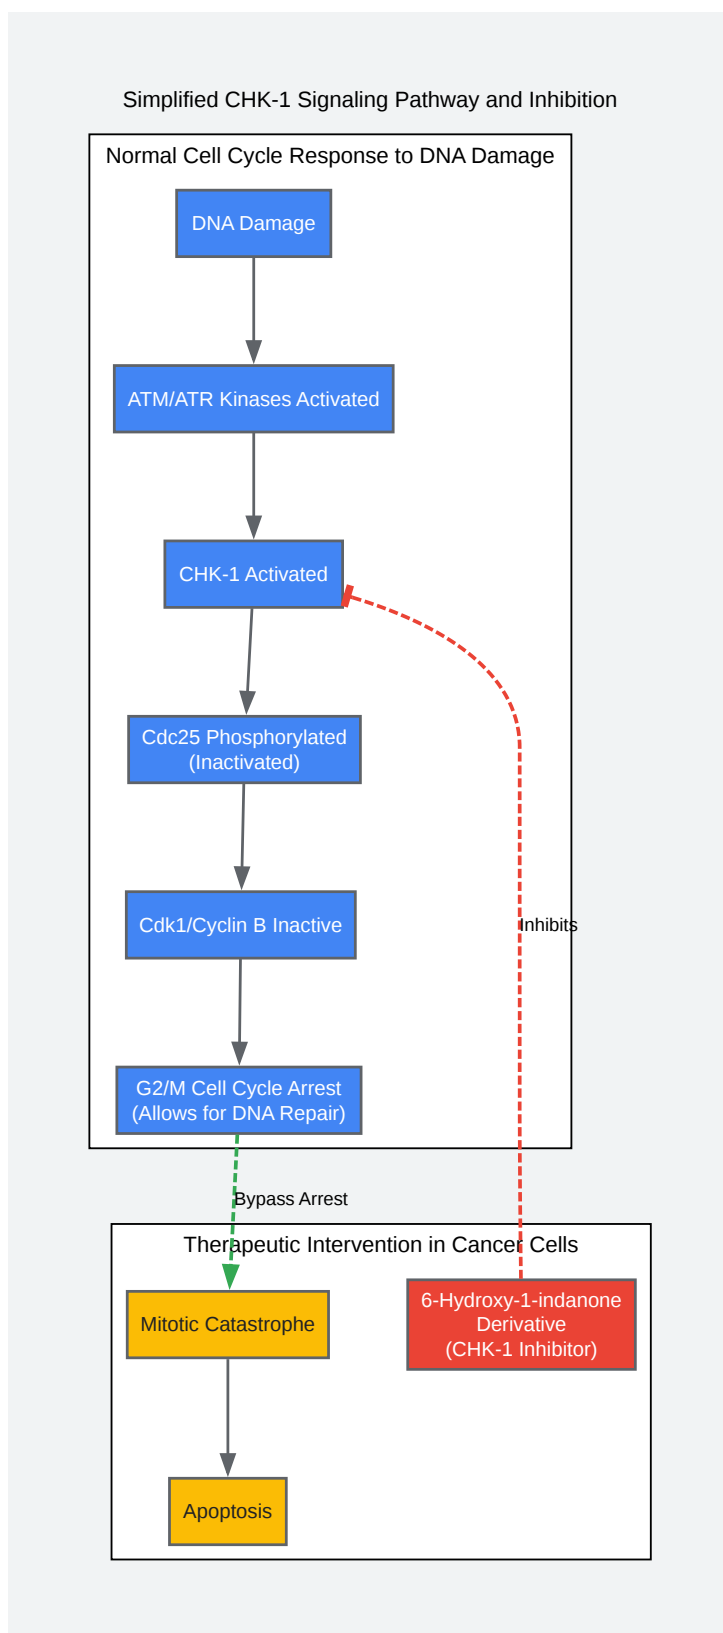 Simplified CHK-1 Signaling Pathway and Inhibition
Normal Cell Cycle Response to DNA Damage
DNA Damage
ATM/ATR Kinases Activated
CHK-1 Activated
Cdc25 Phosphorylated
(Inactivated)
Cdk1/Cyclin B Inactive
Inhibits
G2/M Cell Cycle Arrest
(Allows for DNA Repair)
Bypass Arrest
Therapeutic Intervention in Cancer Cells
Mitotic Catastrophe
6-Hydroxy-1-indanone
Derivative
(CHK-1 Inhibitor)
Apoptosis